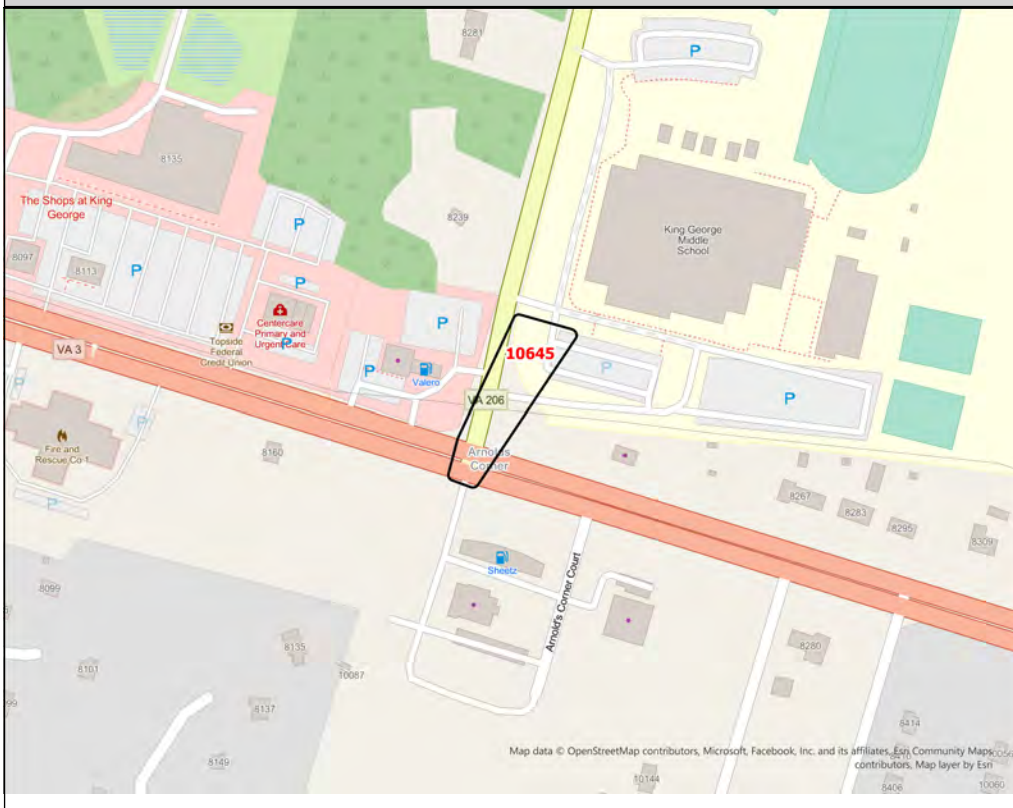 8281
P
8135
The Shops at King
George
P
8239
King George
Middle
School
8097
8113
P
P
Centercare
Primary and
UrgentCare
P
P
10645
VA 3
Topside
Federal
Credit Union
P
Valero
P
P
VA 206
P
Fire and
Rescue Co 1
P
P
8160
Arnolds
Corner
8267
8283
8295
8309
Sheetz
Arnold's Corner Court
8099
8101
8135
10087
8280
99
8137
8149
8414
Map data © OpenStreetMap contributors, Microsoft, Facebook, Inc. and its affiliates, Esri Community Maps
contributors, Map layer by Esri
10144
8406
10060